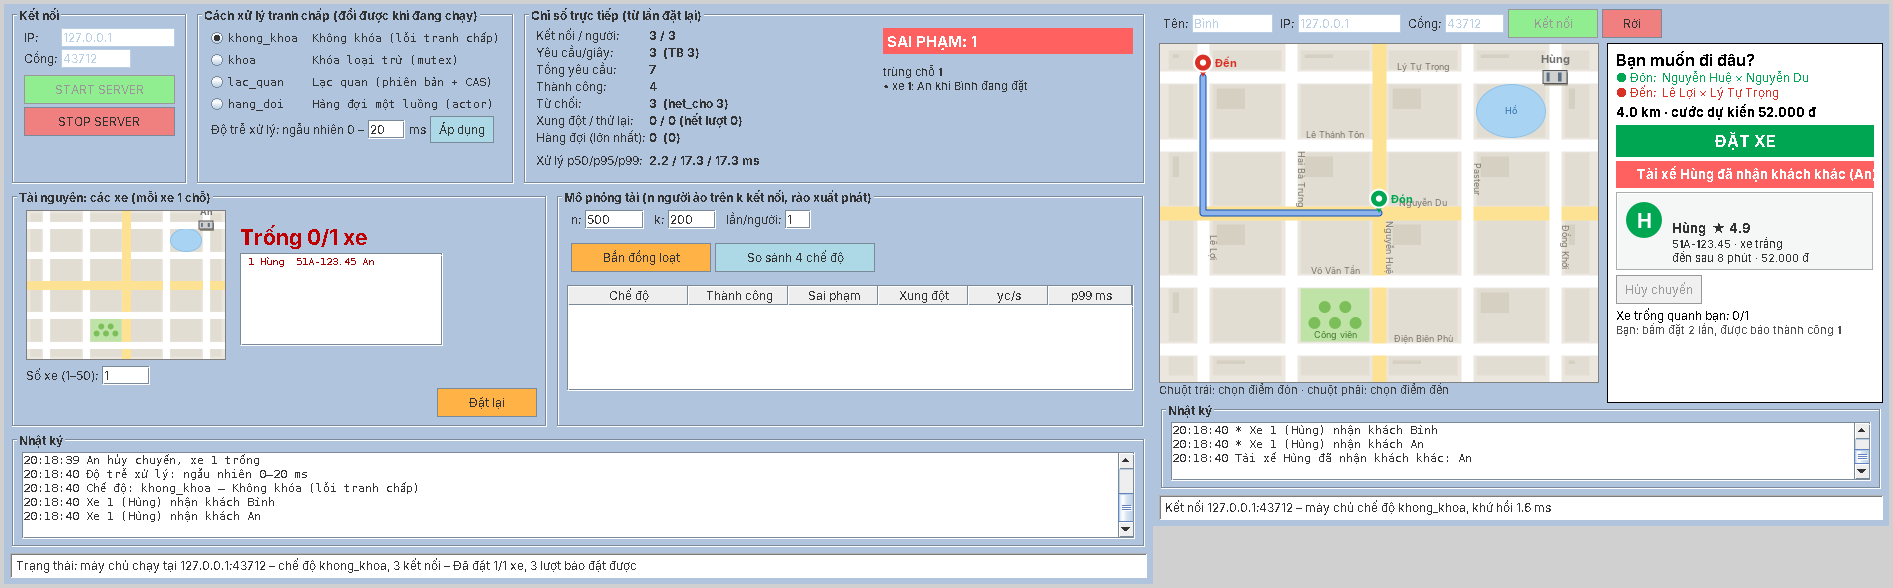 Kết nối
IP: 127.0.0.1
Cổng: 43712
START SERVER
STOP SERVER
Cách xử lý tranh chấp (đổi được khi đang chạy)
khong_khoa Không khóa (lỗi tranh chấp)
khoa Khóa loại trừ (mutex)
lac_quan Lạc quan (phiên bản + CAS)
hang_doi Hàng đợi một luồng (actor)
Độ trễ xử lý: ngẫu nhiên 0 – 20 ms Áp dụng
Chỉ số trực tiếp (từ lần đặt lại)
Kết nối / người: 3 / 3
Yêu cầu/giây: 3 (TB 3)
Tổng yêu cầu: 7
Thành công: 4
Từ chối: 3 (het_cho 3)
Xung đột / thử lại: 0 / 0 (hết lượt 0)
Hàng đợi (lớn nhất): 0 (0)
Xử lý p50/p95/p99: 2.2 / 17.3 / 17.3 ms
SAI PHẠM: 1
trùng chỗ 1
• xe 1: An khi Bình đang đặt
Tài nguyên: các xe (mỗi xe 1 chỗ)
An
Trống 0/1 xe
1 Hùng 51A-123.45 An
Số xe (1–50): 1
Đặt lại
Mô phỏng tải (n người ảo trên k kết nối, rào xuất phát)
n: 500 k: 200 lần/người: 1
Bắn đồng loạt
So sánh 4 chế độ
Chế độ Thành công Sai phạm Xung đột yc/s p99 ms
Nhật ký
20:18:39 An hủy chuyến, xe 1 trống
20:18:40 Độ trễ xử lý: ngẫu nhiên 0–20 ms
20:18:40 Chế độ: khong_khoa – Không khóa (lỗi tranh chấp)
20:18:40 Xe 1 (Hùng) nhận khách Bình
20:18:40 Xe 1 (Hùng) nhận khách An
Trạng thái: máy chủ chạy tại 127.0.0.1:43712 – chế độ khong_khoa, 3 kết nối – Đã đặt 1/1 xe, 3 lượt báo đặt được
Tên: Bình IP: 127.0.0.1 Cổng: 43712 Kết nối Rời
Đến
Lý Tự Trọng
Hùng
Hồ
Lê Thánh Tôn
Hai Bà Trưng
Pasteur
Đón
Nguyễn Du
Lê Lợi
Nguyễn Huệ
Đồng Khởi
Võ Văn Tần
Công viên
Điện Biên Phủ
Chuột trái: chọn điểm đón · chuột phải: chọn điểm đến
Bạn muốn đi đâu?
Đón: Nguyễn Huệ × Nguyễn Du
Đến: Lê Lợi × Lý Tự Trọng
4.0 km · cước dự kiến 52.000 đ
ĐẶT XE
Tài xế Hùng đã nhận khách khác (An)
H
Hùng ★ 4.9
51A-123.45 · xe trắng
đến sau 8 phút · 52.000 đ
Hủy chuyến
Xe trống quanh bạn: 0/1
Bạn: bấm đặt 2 lần, được báo thành công 1
Nhật ký
20:18:40 * Xe 1 (Hùng) nhận khách Bình
20:18:40 * Xe 1 (Hùng) nhận khách An
20:18:40 Tài xế Hùng đã nhận khách khác: An
Kết nối 127.0.0.1:43712 – máy chủ chế độ khong_khoa, khứ hồi 1.6 ms